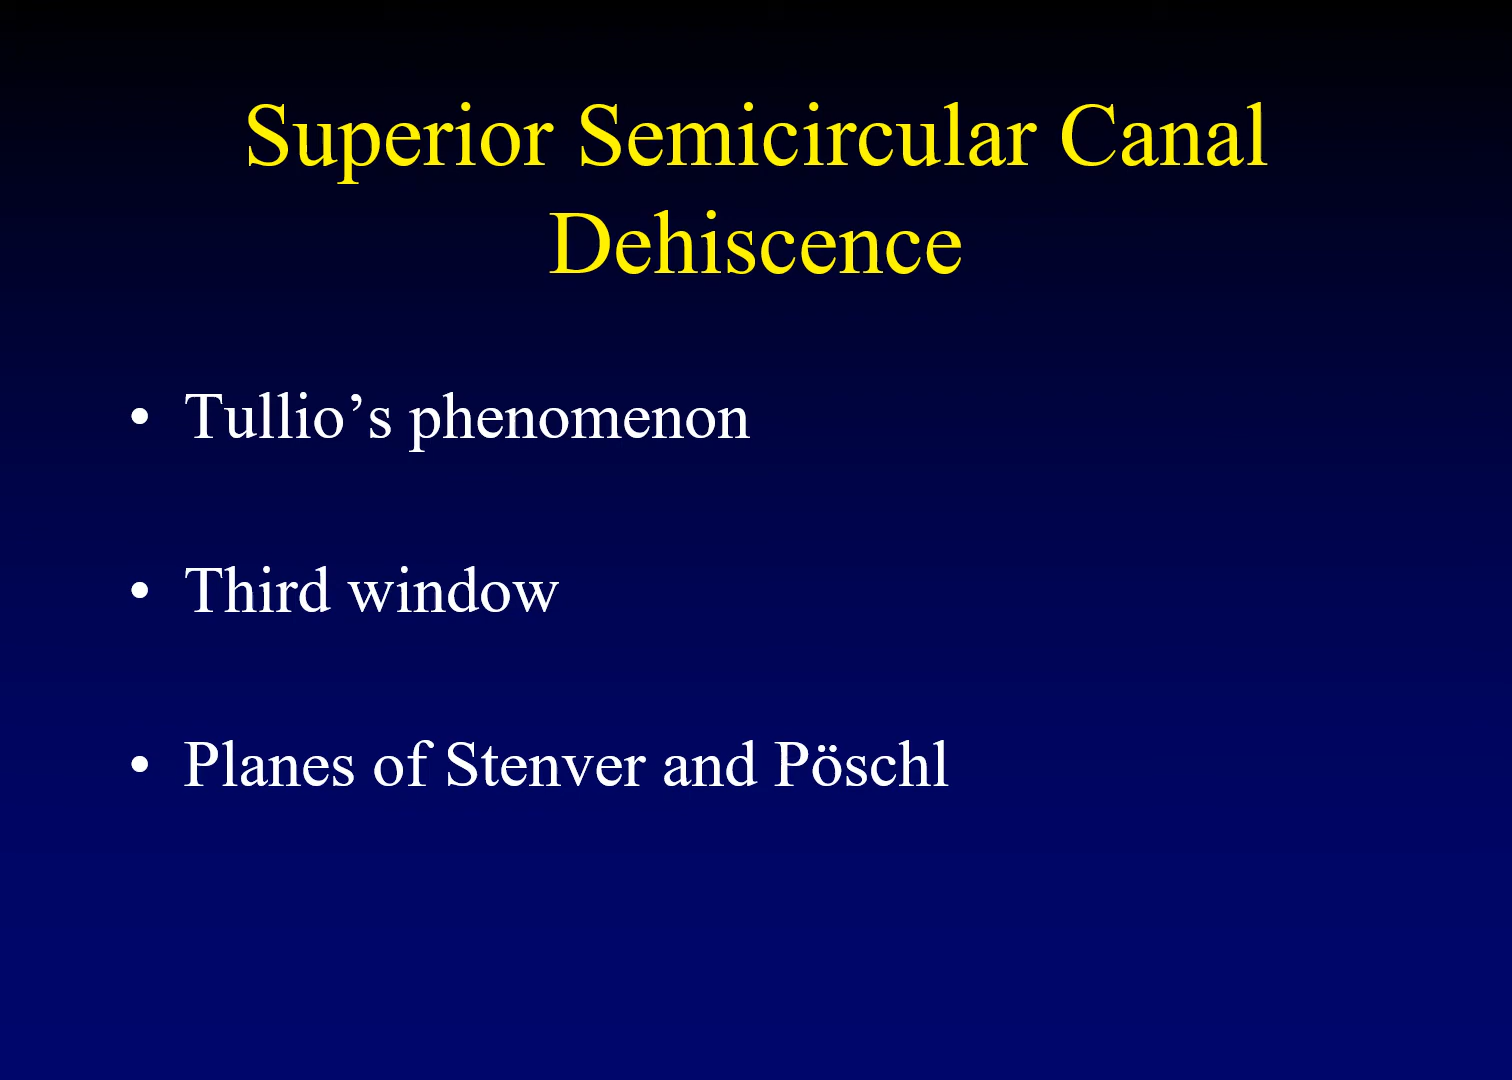 Superior Semicircular Canal
Dehiscence
• Tullio’s phenomenon
• Third window
• Planes of Stenver and Pöschl